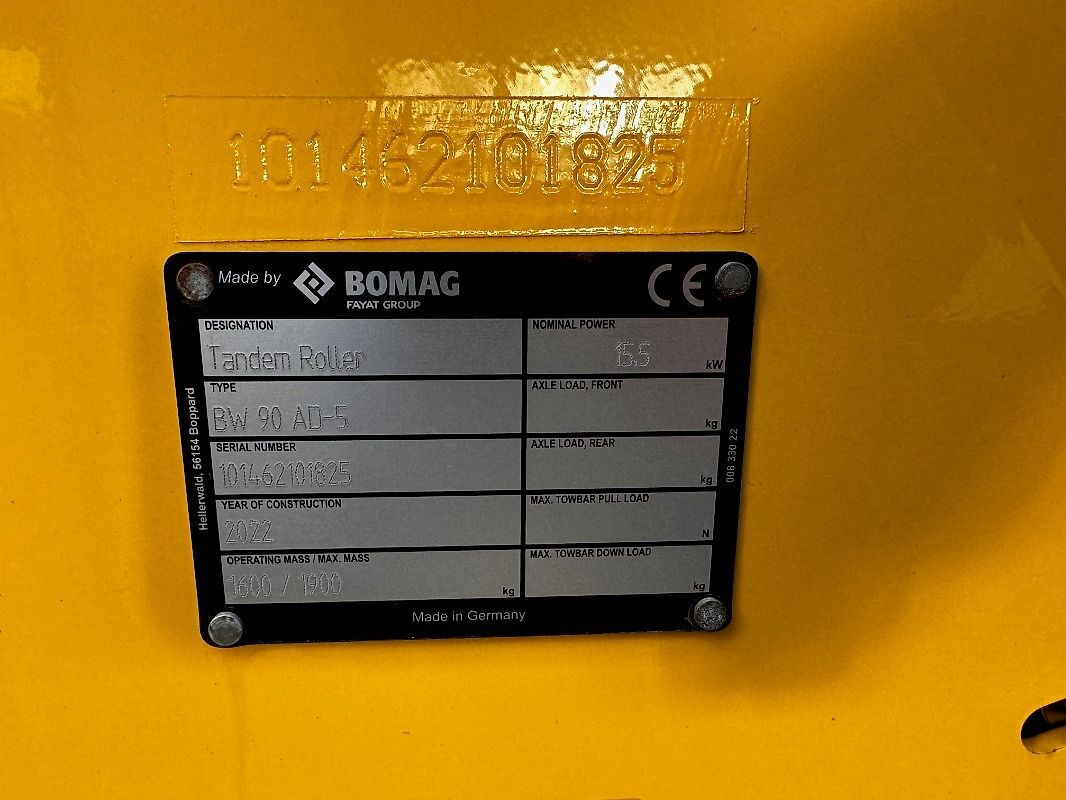 101462101825
Made by BOMAG CE
FAYAT GROUP
DESIGNATION
Tandem Roller
NOMINAL POWER
15.5 kW
TYPE
BW 90 AD-5
AXLE LOAD, FRONT
kg
SERIAL NUMBER
101462101825
AXLE LOAD, REAR
kg
YEAR OF CONSTRUCTION
2022
MAX. TOWBAR PULL LOAD
N
OPERATING MASS / MAX. MASS
1600 / 1900 kg
MAX. TOWBAR DOWN LOAD
kg
Made in Germany
Hellerwald, 56154 Boppard
008 330 22